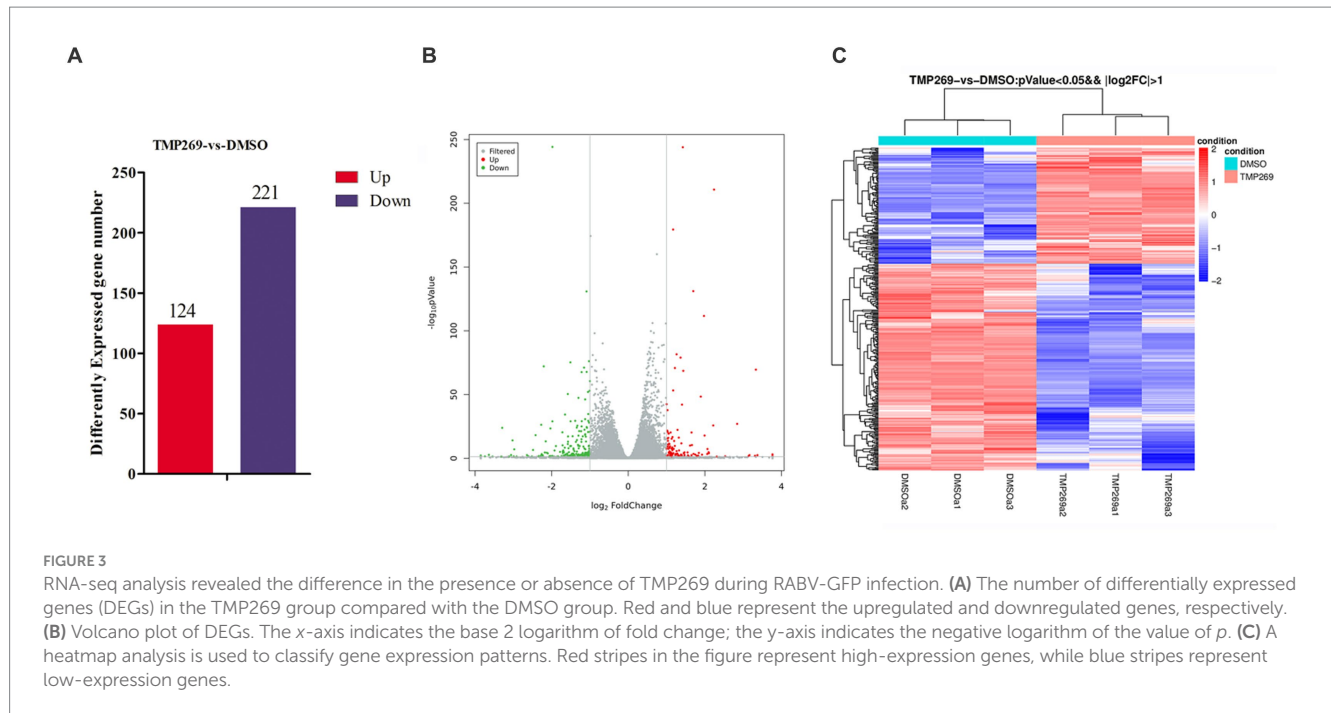 A
B
C
TMP269-vs-DMSO
Differently Expressed gene number
250
200
150
100
50
0
124
221
Up
Down
-log10pValue
250
200
150
100
50
0
Filtered
Up
Down
-4
-2
0
2
4
log2 FoldChange
TMP269-vs-DMSO:pValue<0.05&& |log2FC|>1
condition
2
1
0
-1
-2
condition
DMSO
TMP269
DMSOa2
DMSOa1
DMSOa3
TMP269a2
TMP269a1
TMP269a3
FIGURE 3
RNA-seq analysis revealed the difference in the presence or absence of TMP269 during RABV-GFP infection. (A) The number of differentially expressed
genes (DEGs) in the TMP269 group compared with the DMSO group. Red and blue represent the upregulated and downregulated genes, respectively.
(B) Volcano plot of DEGs. The x-axis indicates the base 2 logarithm of fold change; the y-axis indicates the negative logarithm of the value of p. (C) A
heatmap analysis is used to classify gene expression patterns. Red stripes in the figure represent high-expression genes, while blue stripes represent
low-expression genes.